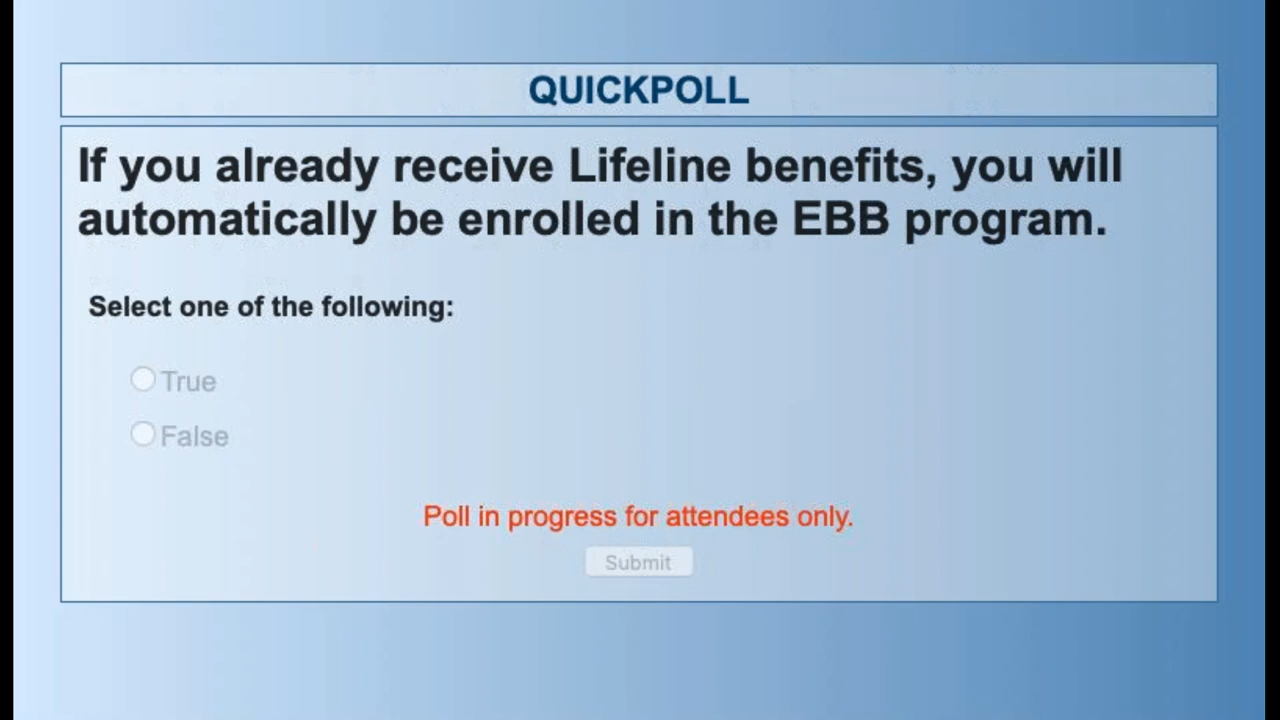 QUICKPOLL
If you already receive Lifeline benefits, you will
automatically be enrolled in the EBB program.
Select one of the following:
True
False
Poll in progress for attendees only.
Submit